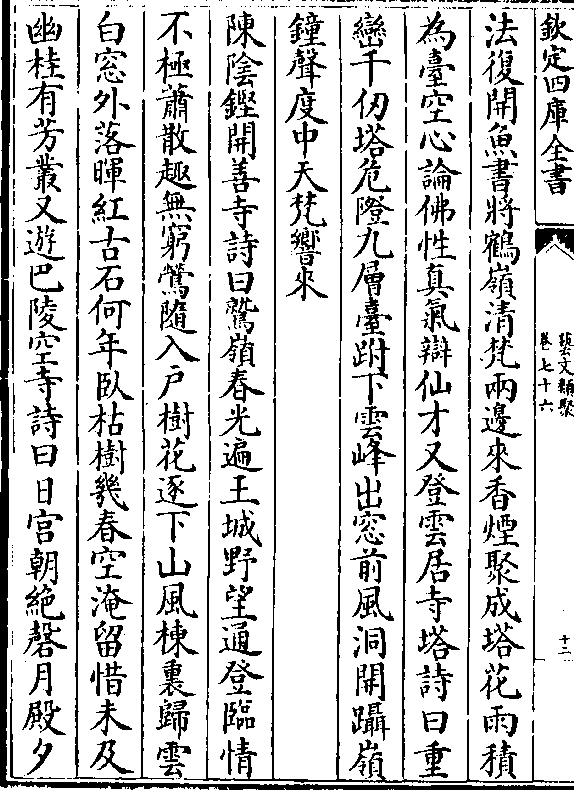 欽定四庫全書
藝文類聚
卷七十六
十二
法復開魚書將鶴嶺清梵兩邊來香煙聚成塔花雨積
為臺空心論佛性真氣辯仙才又登雲居寺塔詩曰重
巒千仞塔危隥九層臺跗下雲峰出窓前風洞開躡嶺
鐘聲度中天梵響來
陳陰鏗開善寺詩曰鷲嶺春光遍王城野望通登臨情
不極蕭散趣無窮鶯隨入户樹花逐下山風棟裏歸雲
白窓外落暉紅古石何年臥枯樹幾春空淹留惜未及
幽桂有芳叢又遊巴陵空寺詩曰日宫朝絶磬月殿夕